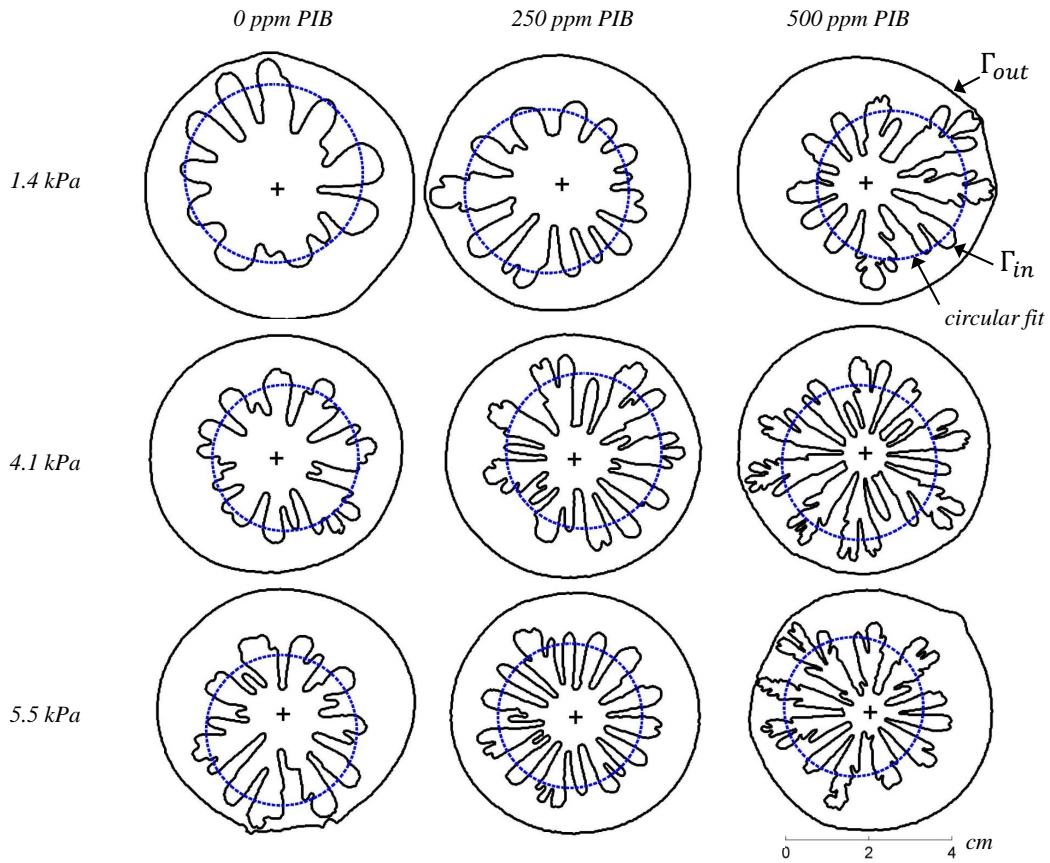 0 ppm PIB 250 ppm PIB 500 ppm PIB
Γout
1.4 kPa
Γin
circular fit
4.1 kPa
5.5 kPa
cm
0 2 4